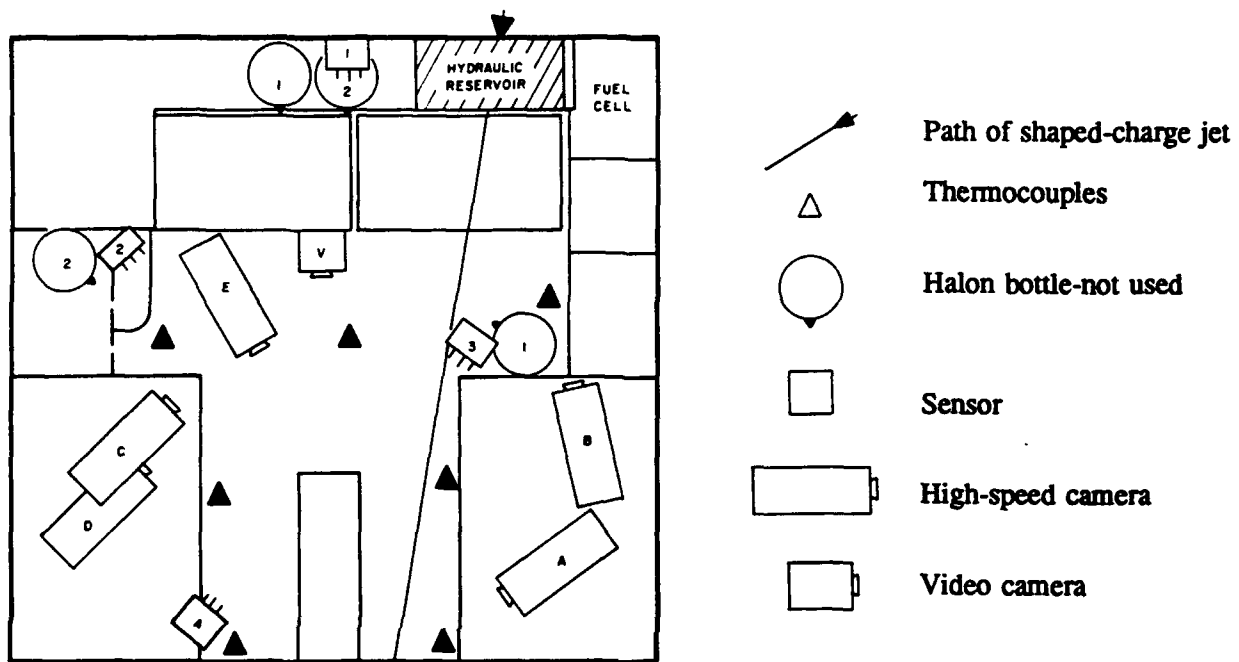 1
1
2
HYDRAULIC
RESERVOIR
FUEL
CELL
2
2
E
V
3
1
C
D
B
A
4
Path of shaped-charge jet
Thermocouples
Halon bottle-not used
Sensor
High-speed camera
Video camera